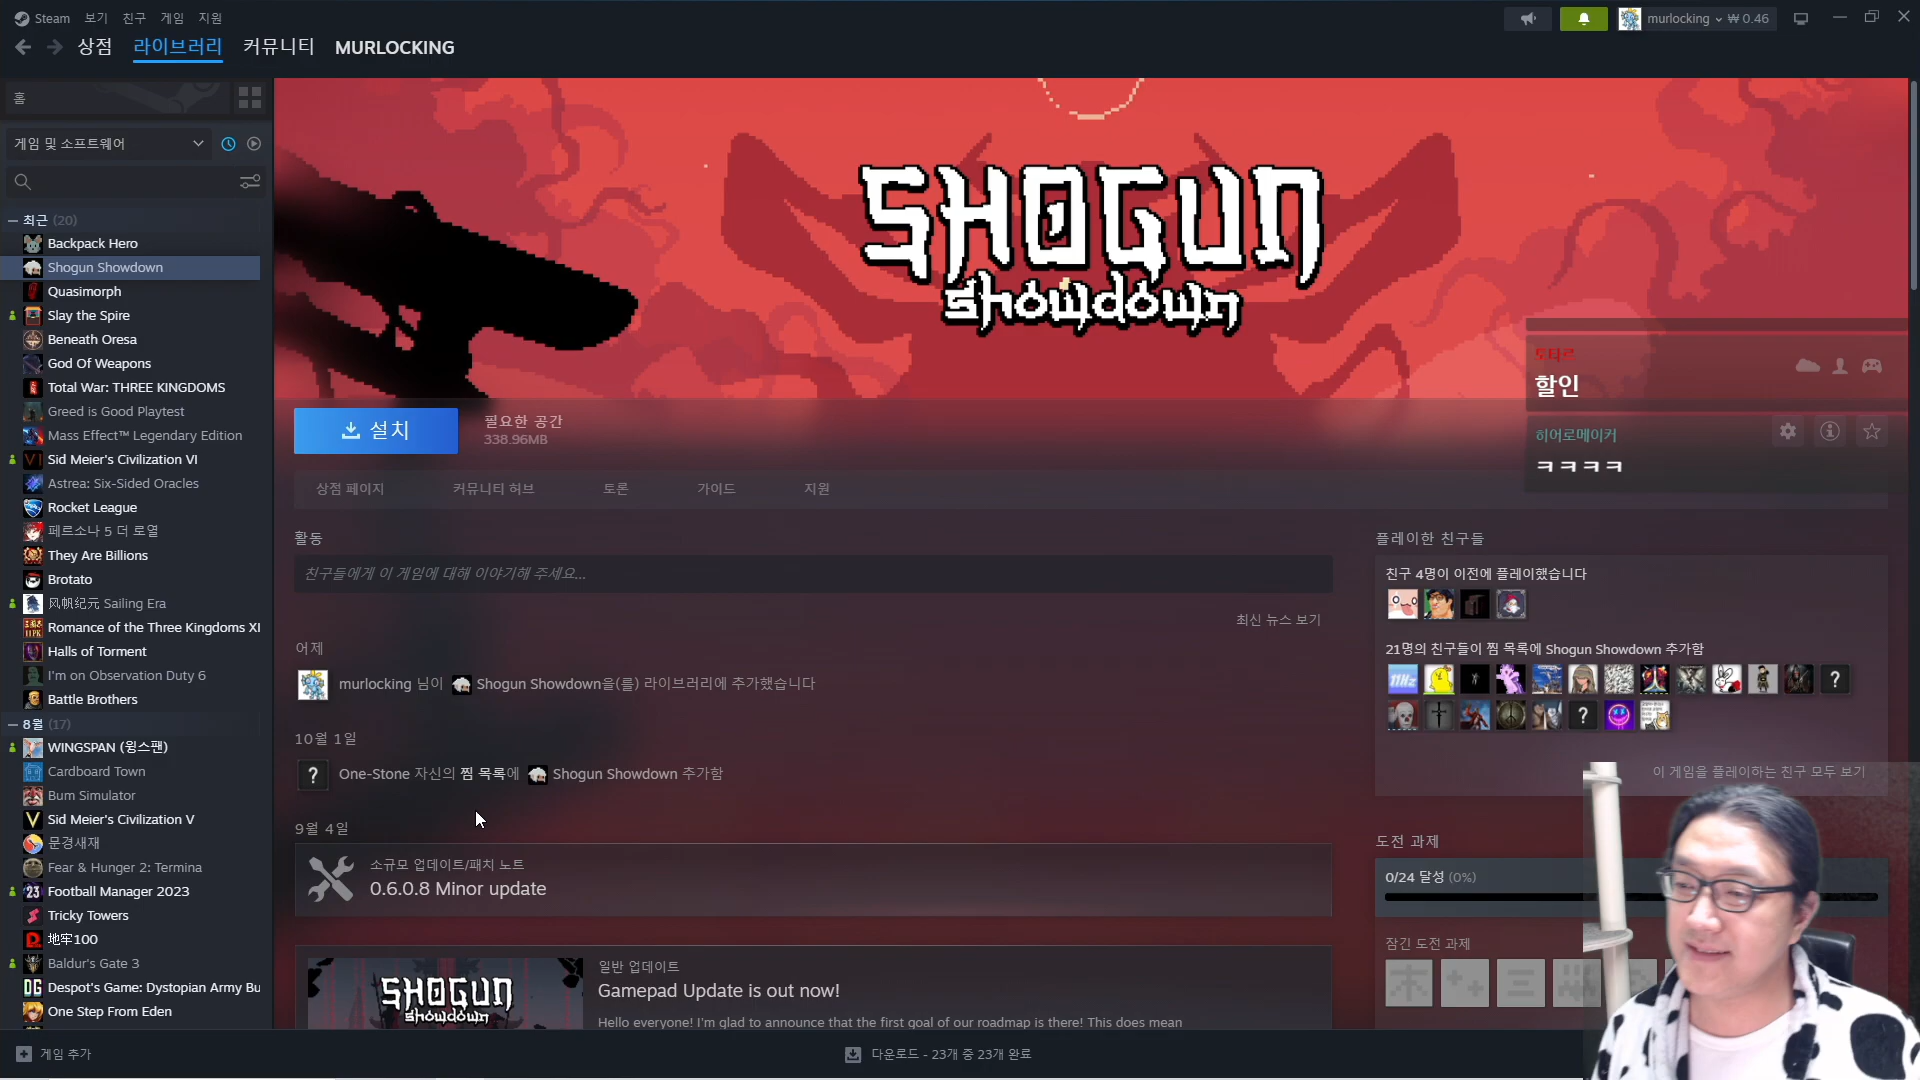 Steam 보기 친구 게임 지원
murlocking ₩ 0.46
상점 라이브러리 커뮤니티 MURLOCKING
홈
게임 및 소프트웨어
최근 (20)
Backpack Hero
Shogun Showdown
Quasimorph
Slay the Spire
Beneath Oresa
God Of Weapons
Total War: THREE KINGDOMS
Greed is Good Playtest
Mass Effect™ Legendary Edition
Sid Meier's Civilization VI
Astrea: Six-Sided Oracles
Rocket League
페르소나 5 더 로열
They Are Billions
Brotato
风帆纪元 Sailing Era
Romance of the Three Kingdoms XI
Halls of Torment
I'm on Observation Duty 6
Battle Brothers
8월 (17)
WINGSPAN (윙스팬)
Cardboard Town
Bum Simulator
Sid Meier's Civilization V
문경새재
Fear & Hunger 2: Termina
Football Manager 2023
Tricky Towers
地牢100
Baldur's Gate 3
Despot's Game: Dystopian Army Bu
One Step From Eden
게임 추가
SHOGUN
showdown
도타르
할인
히어로메이커
ㅋㅋㅋㅋ
설치
필요한 공간
338.96MB
상점 페이지 커뮤니티 허브 토론 가이드 지원
활동
친구들에게 이 게임에 대해 이야기해 주세요...
최신 뉴스 보기
어제
murlocking 님이 Shogun Showdown을(를) 라이브러리에 추가했습니다
10월 1일
? One-Stone 자신의 찜 목록에 Shogun Showdown 추가함
9월 4일
소규모 업데이트/패치 노트
0.6.0.8 Minor update
SHOGUN
showdown
일반 업데이트
Gamepad Update is out now!
Hello everyone! I'm glad to announce that the first goal of our roadmap is there! This does mean
플레이한 친구들
친구 4명이 이전에 플레이했습니다
21명의 친구들이 찜 목록에 Shogun Showdown 추가함
11Hz ?
?
이 게임을 플레이하는 친구 모두 보기
도전 과제
0/24 달성 (0%)
잠긴 도전 과제
다운로드 - 23개 중 23개 완료